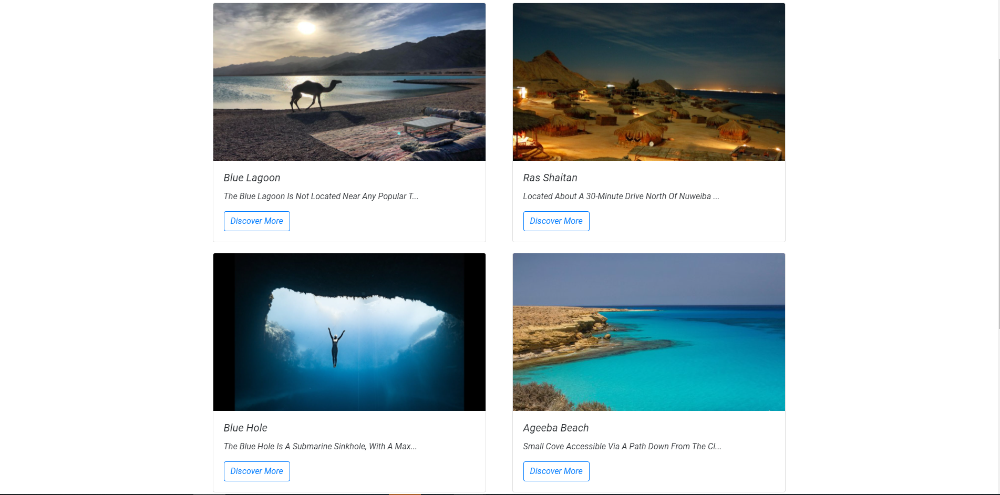 Blue Lagoon
The Blue Lagoon Is Not Located Near Any Popular T...
Discover More
Ras Shaitan
Located About A 30-Minute Drive North Of Nuweiba ...
Discover More
Blue Hole
The Blue Hole Is A Submarine Sinkhole, With A Max...
Discover More
Ageeba Beach
Small Cove Accessible Via A Path Down From The Cl...
Discover More